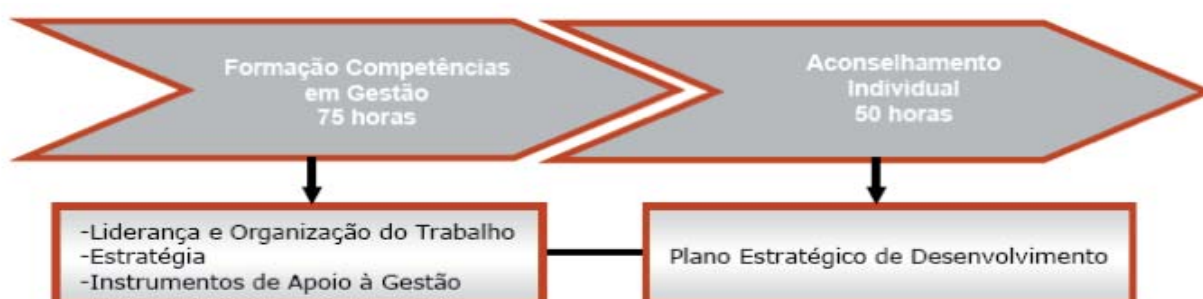 Formação Competências
em Gestão
75 horas
Aconselhamento
Individual
50 horas
-Liderança e Organização do Trabalho
-Estratégia
-Instrumentos de Apoio à Gestão
Plano Estratégico de Desenvolvimento